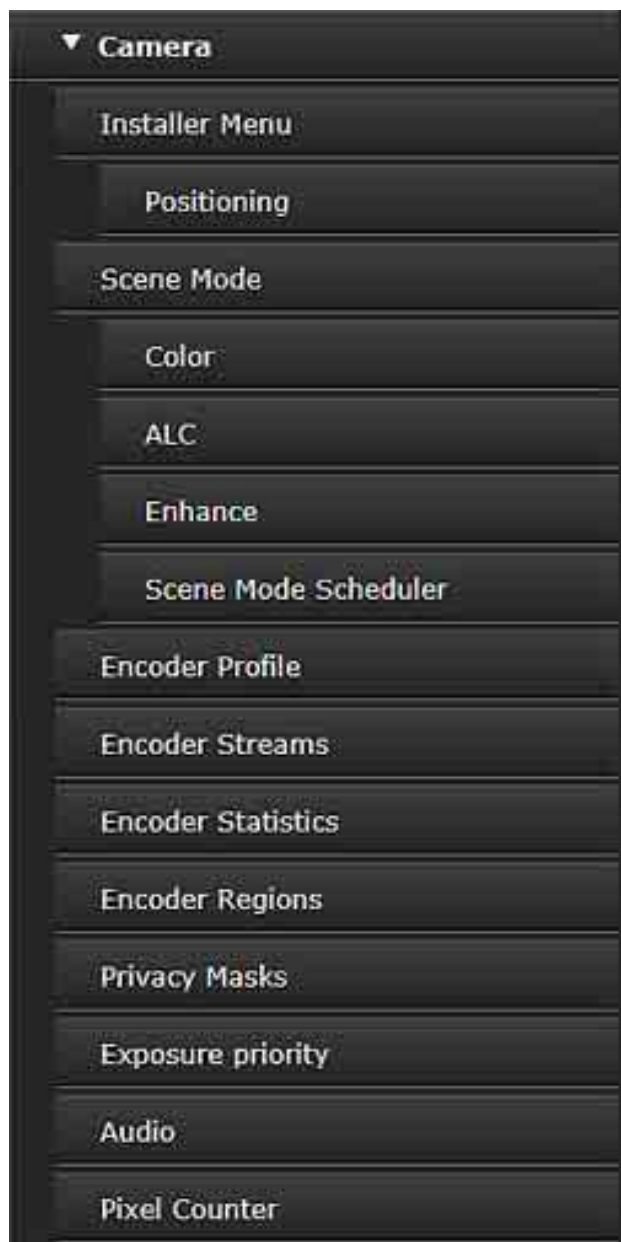 Camera
Installer Menu
Positioning
Scene Mode
Color
ALC
Enhance
Scene Mode Scheduler
Encoder Profile
Encoder Streams
Encoder Statistics
Encoder Regions
Privacy Masks
Exposure priority
Audio
Pixel Counter